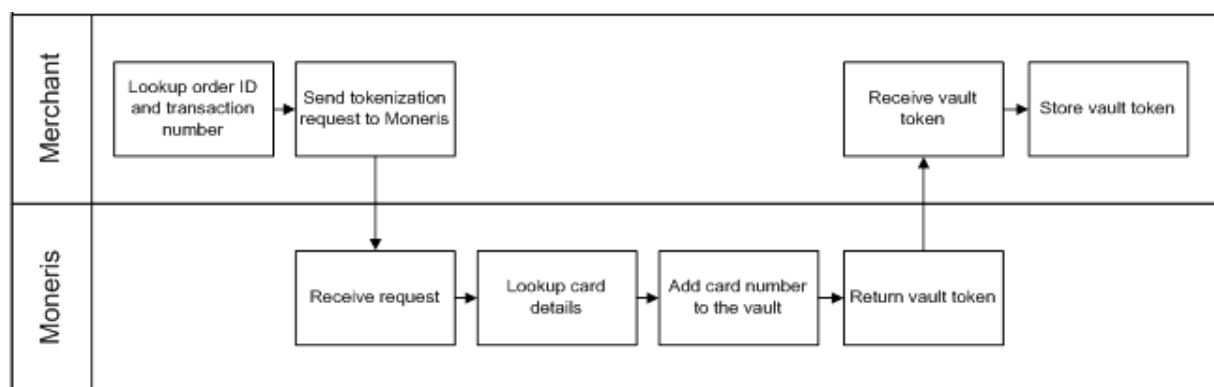 Merchant
Lookup order ID
and transaction
number
Send tokenization
request to Moneris
Receive vault
token
Store vault token
Moneris
Receive request
Lookup card
details
Add card number
to the vault
Return vault token